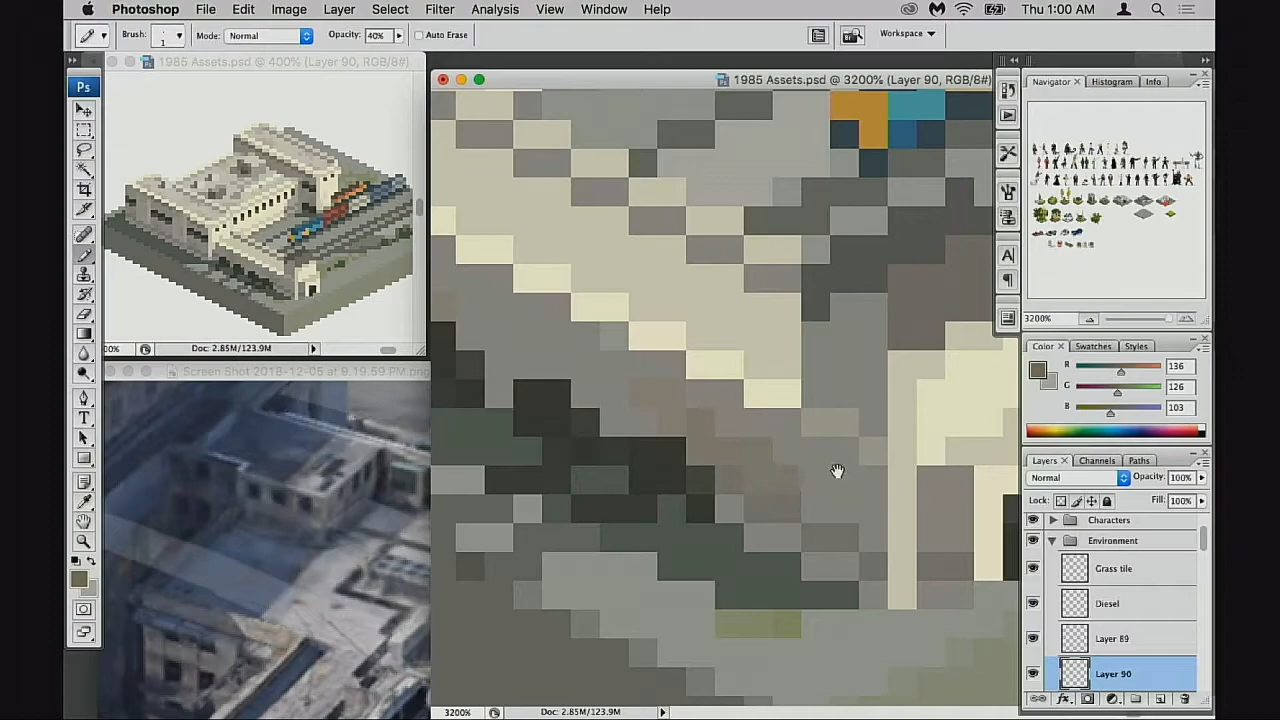 Photoshop File Edit Image Layer Select Filter Analysis View Window Help Thu 1:00 AM
Brush: 1 Mode: Normal Opacity: 40% Auto Erase Workspace
1985 Assets.psd @ 400% (Layer 90, RGB/8#)
1985 Assets.psd @ 3200% (Layer 90, RGB/8#)
Navigator Histogram Info
Ps
3200%
00% Doc: 2.85M/123.9M
Color Swatches Styles
R 136
G 126
B 103
Screen Shot 2018-12-05 at 9.19.59 PM.png
Layers Channels Paths
Normal Opacity: 100%
Lock: Fill: 100%
Characters
Environment
Grass tile
Diesel
Layer 89
Layer 90
3200% Doc: 2.85M/123.9M